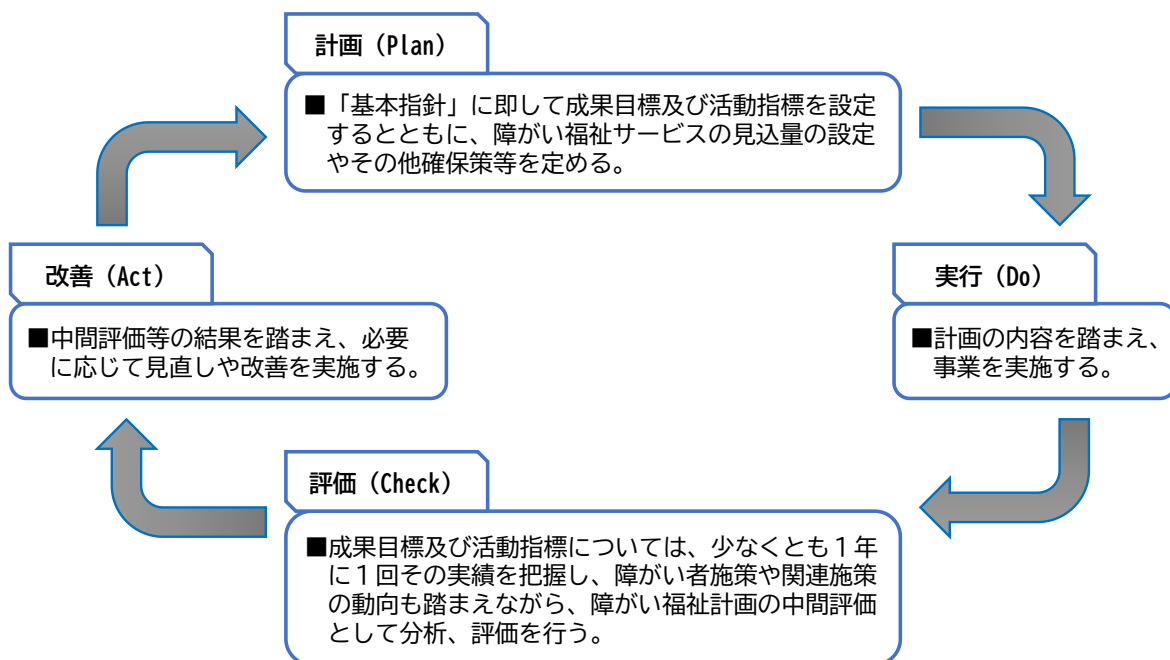 計画（Plan）
■「基本指針」に即して成果目標及び活動指標を設定
するとともに、障がい福祉サービスの見込量の設定
やその他確保策等を定める。
実行（Do）
■計画の内容を踏まえ、
事業を実施する。
評価（Check）
■成果目標及び活動指標については、少なくとも１年
に１回その実績を把握し、障がい者施策や関連施策
の動向も踏まえながら、障がい福祉計画の中間評価
として分析、評価を行う。
改善（Act）
■中間評価等の結果を踏まえ、必要
に応じて見直しや改善を実施する。